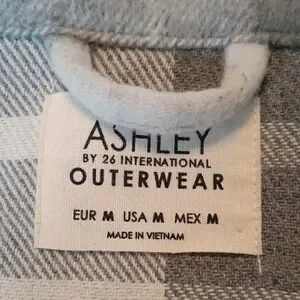 ASHLEY
BY 26 INTERNATIONAL
OUTERWEAR
EUR M USA M MEX M
MADE IN VIETNAM